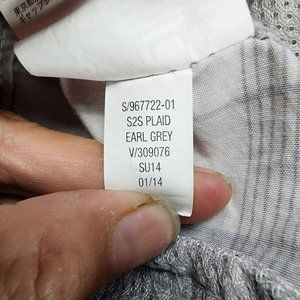 S/967722-01
S2S PLAID
EARL GREY
V/309076
SU14
01/14